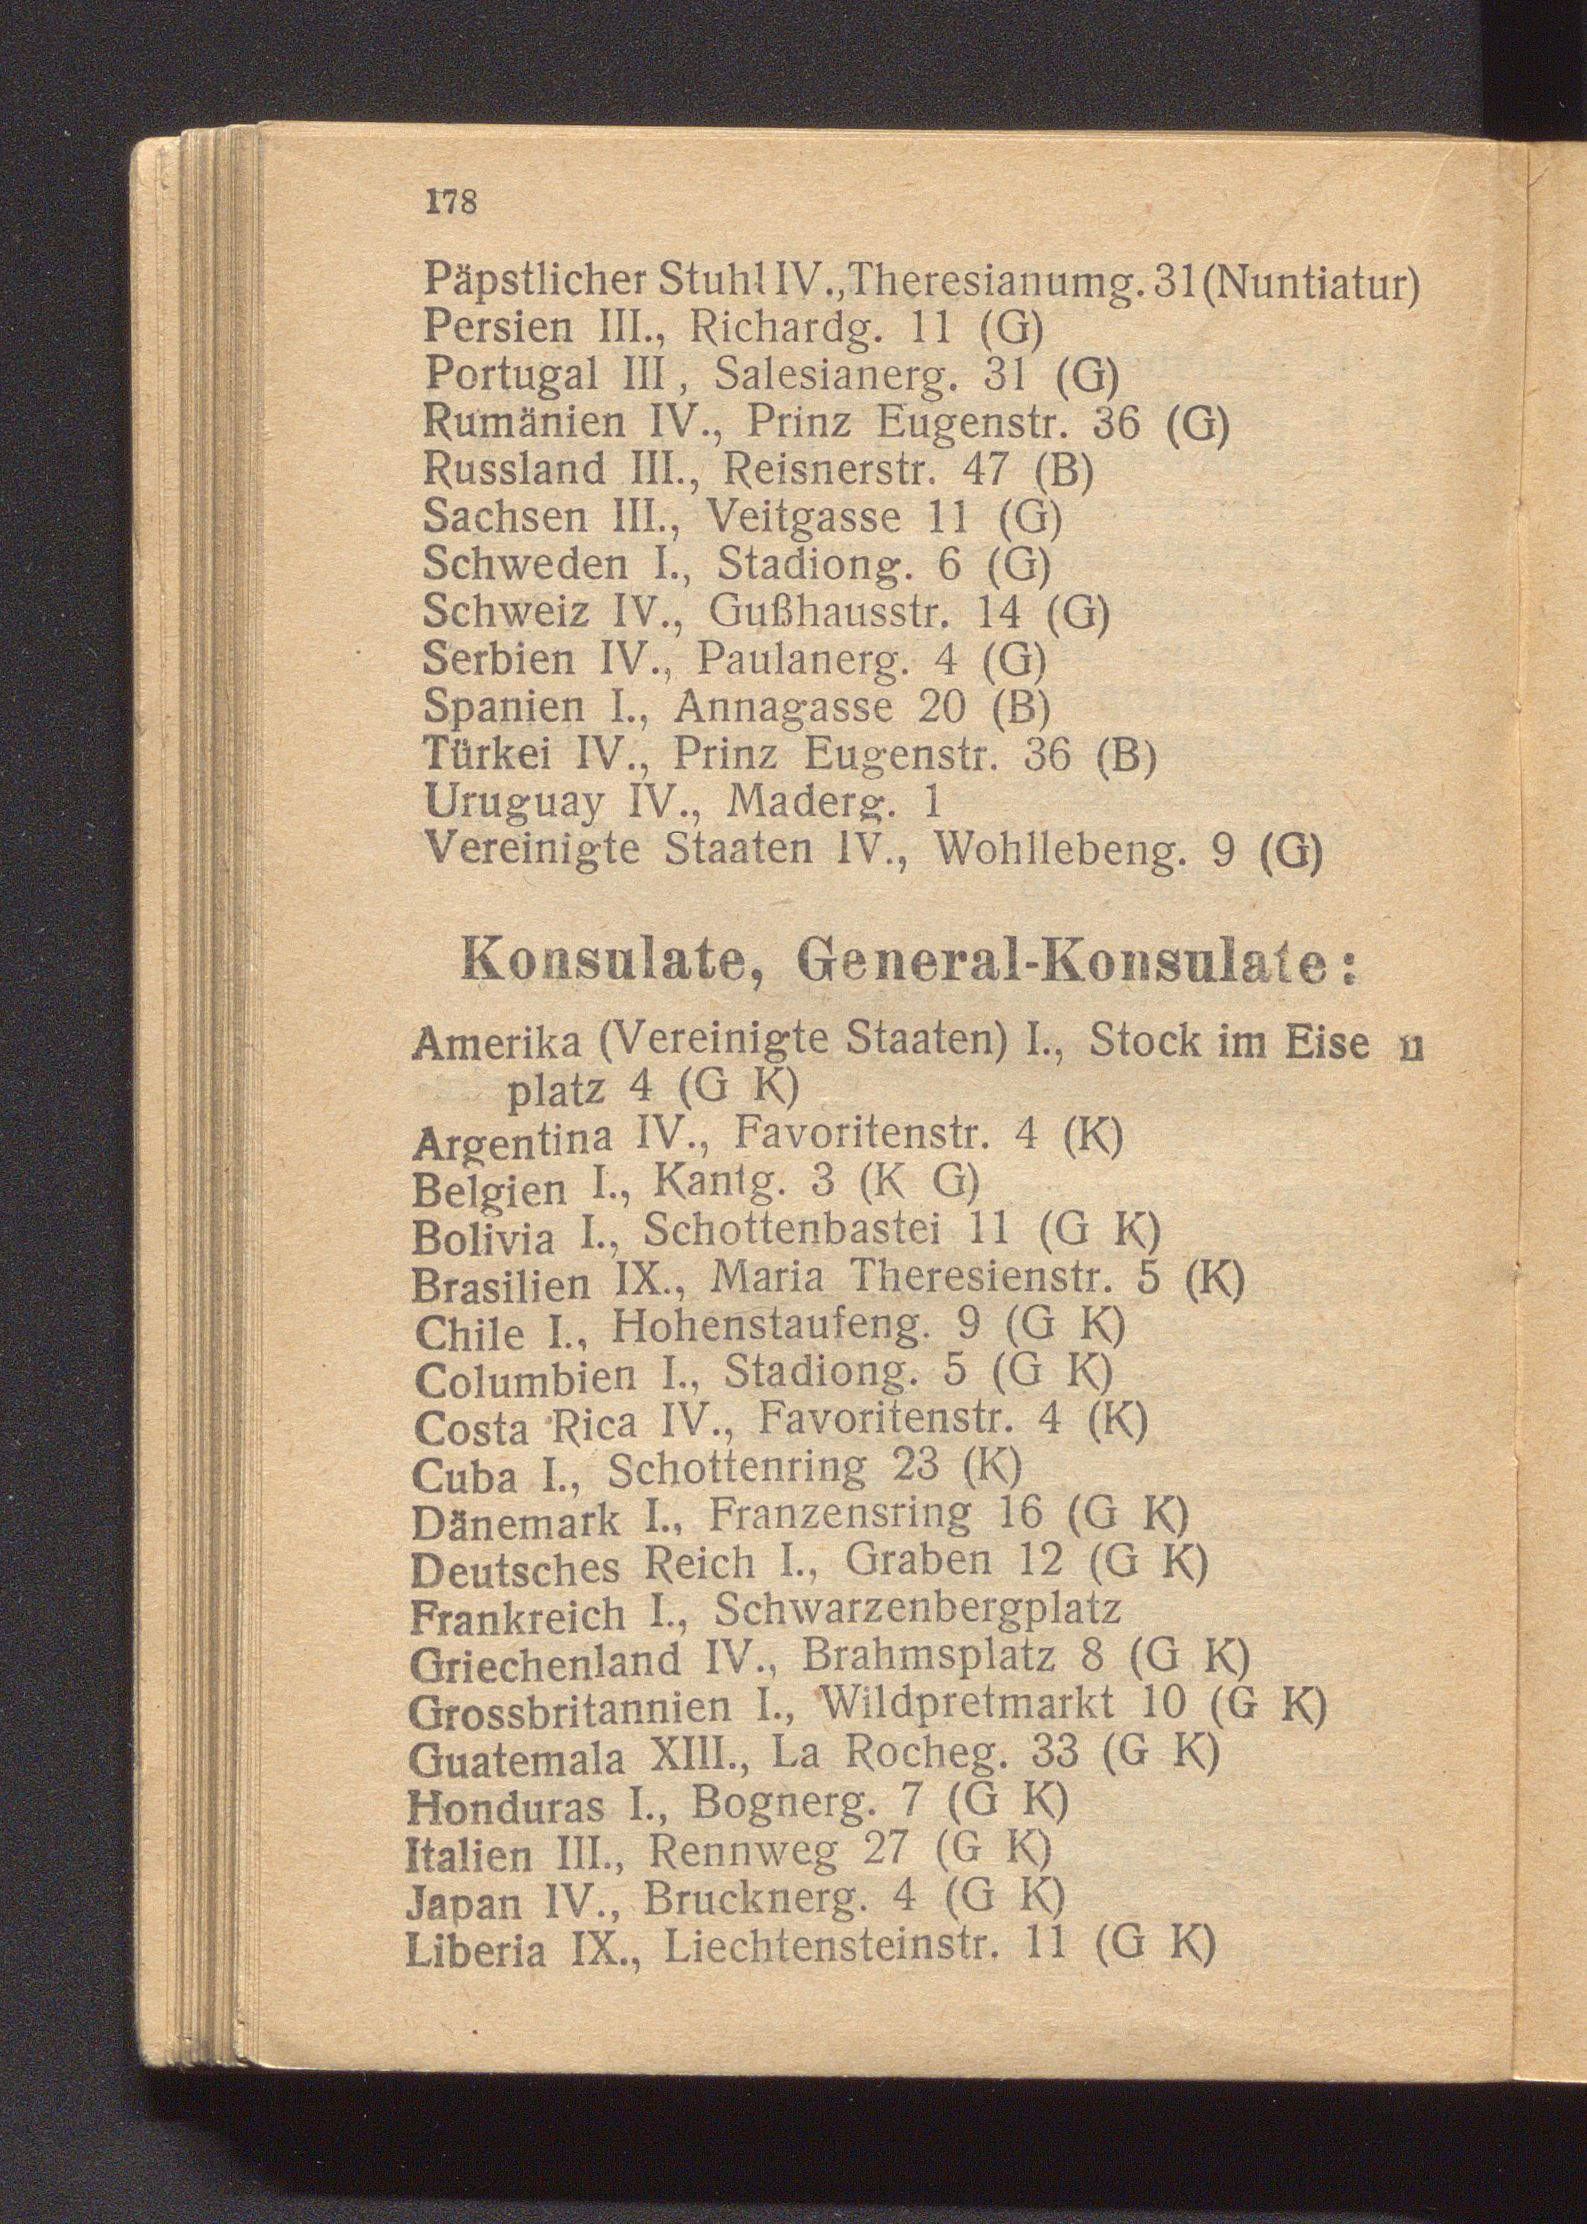 178
Päpstlicher Stuhl IV., Theresianumg. 31 (Nuntiatur)
Persien III., Richardg. 11 (G)
Portugal III, Salesianerg. 31 (G)
Rumänien IV., Prinz Eugenstr. 36 (G)
Russland III., Reisnerstr. 47 (B)
Sachsen III., Veitgasse 11 (G)
Schweden I., Stadiong. 6 (G)
Schweiz IV., Gußhausstr. 14 (G)
Serbien IV., Paulanerg. 4 (G)
Spanien I., Annagasse 20 (B)
Türkei IV., Prinz Eugenstr. 36 (B)
Uruguay IV., Maderg. 1
Vereinigte Staaten IV., Wohllebeng. 9 (G)
Konsulate, General-Konsulate:
Amerika (Vereinigte Staaten) I., Stock im Eise n
platz 4 (G K)
Argentina IV., Favoritenstr. 4 (K)
Belgien I., Kantg. 3 (K G)
Bolivia I., Schottenbastei 11 (G K)
Brasilien IX., Maria Theresienstr. 5 (K)
Chile I., Hohenstaufeng. 9 (G K)
Columbien I., Stadiong. 5 (G K)
Costa Rica IV., Favoritenstr. 4 (K)
Cuba I., Schottenring 23 (K)
Dänemark I., Franzensring 16 (G K)
Deutsches Reich I., Graben 12 (G K)
Frankreich I., Schwarzenbergplatz
Griechenland IV., Brahmsplatz 8 (G K)
Grossbritannien I., Wildpretmarkt 10 (G K)
Guatemala XIII., La Rocheg. 33 (G K)
Honduras I., Bognerg. 7 (G K)
Italien III., Rennweg 27 (G K)
Japan IV., Brucknerg. 4 (G K)
Liberia IX., Liechtensteinstr. 11 (G K)